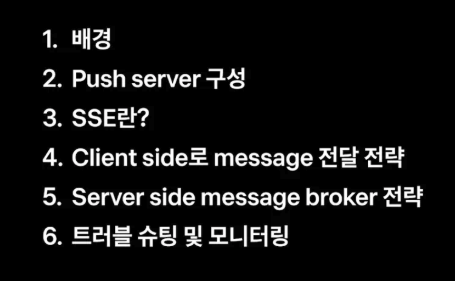 1. 배경
2. Push server 구성
3. SSE란?
4. Client side로 message 전달 전략
5. Server side message broker 전략
6. 트러블 슈팅 및 모니터링